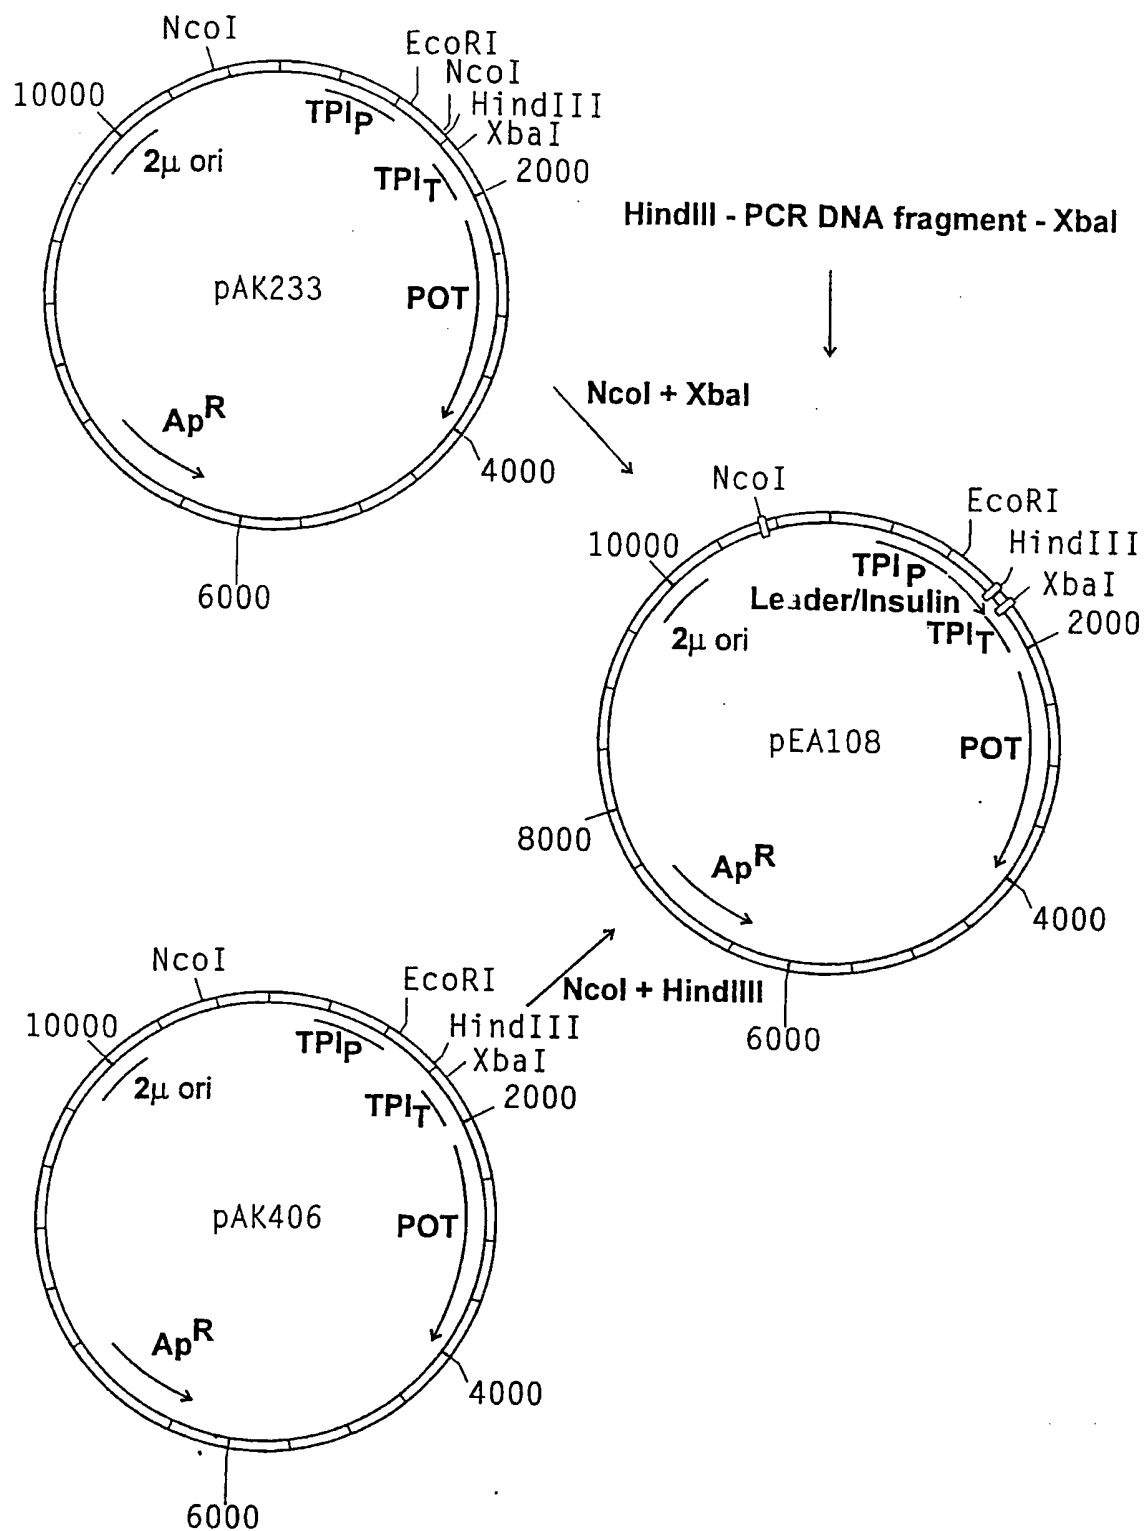 NcoI
EcoRI
NcoI
HindIII
XbaI
10000
TPIP
2µ ori
TPIT
2000
HindIII - PCR DNA fragment - XbaI
pAK233
POT
NcoI + XbaI
ApR
4000
6000
NcoI
EcoRI
HindIII
XbaI
10000
TPIP
Leader/Insulin
TPIT
2000
2µ ori
pEA108
POT
8000
ApR
4000
6000
NcoI + HindIIII
NcoI
EcoRI
HindIII
XbaI
10000
TPIP
2µ ori
TPIT
2000
pAK406
POT
ApR
4000
6000